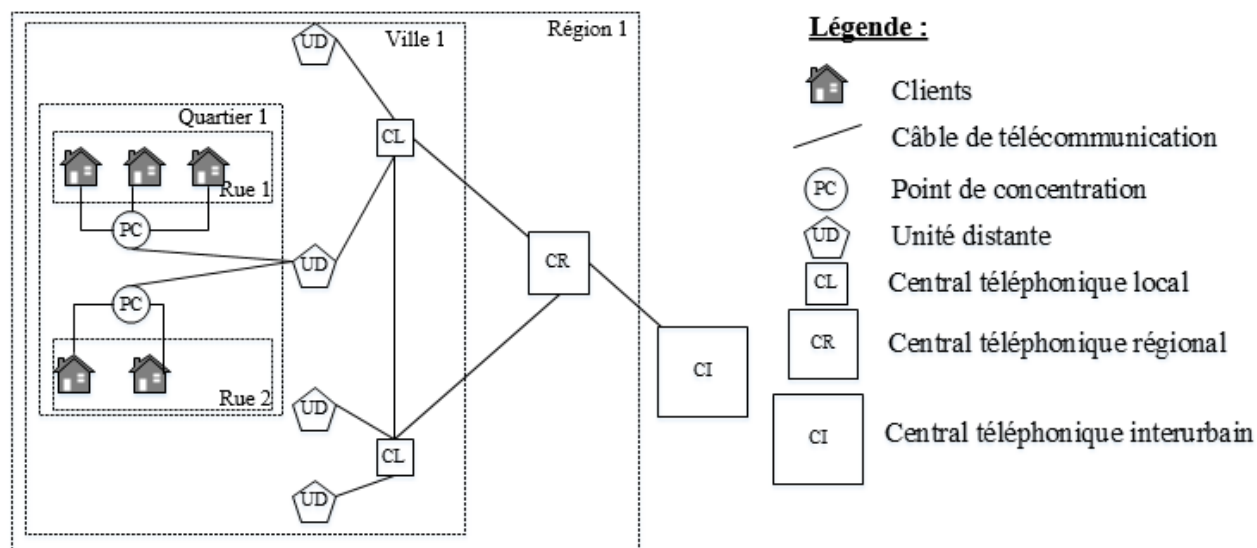 Région 1
Ville 1
UD
CL
Quartier 1
Rue 1
PC
UD
CR
PC
CI
Rue 2
UD
CL
UD
Légende :
Clients
Câble de télécommunication
PC Point de concentration
UD Unité distante
CL Central téléphonique local
CR Central téléphonique régional
CI Central téléphonique interurbain